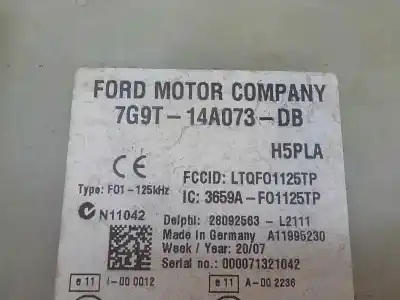 FORD MOTOR COMPANY
7G9T-14A073-DB
H5PLA
CE
FCCID: LTQFO1125TP
Type: FO1-125kHz
IC: 3659A-FO1125TP
N11042
Delphi: 28092563 - L2111
Made in Germany A11995230
Week / Year: 20/07
Serial no.: 000071321042
e 11 I-00 0012
e 11 A-00 2236